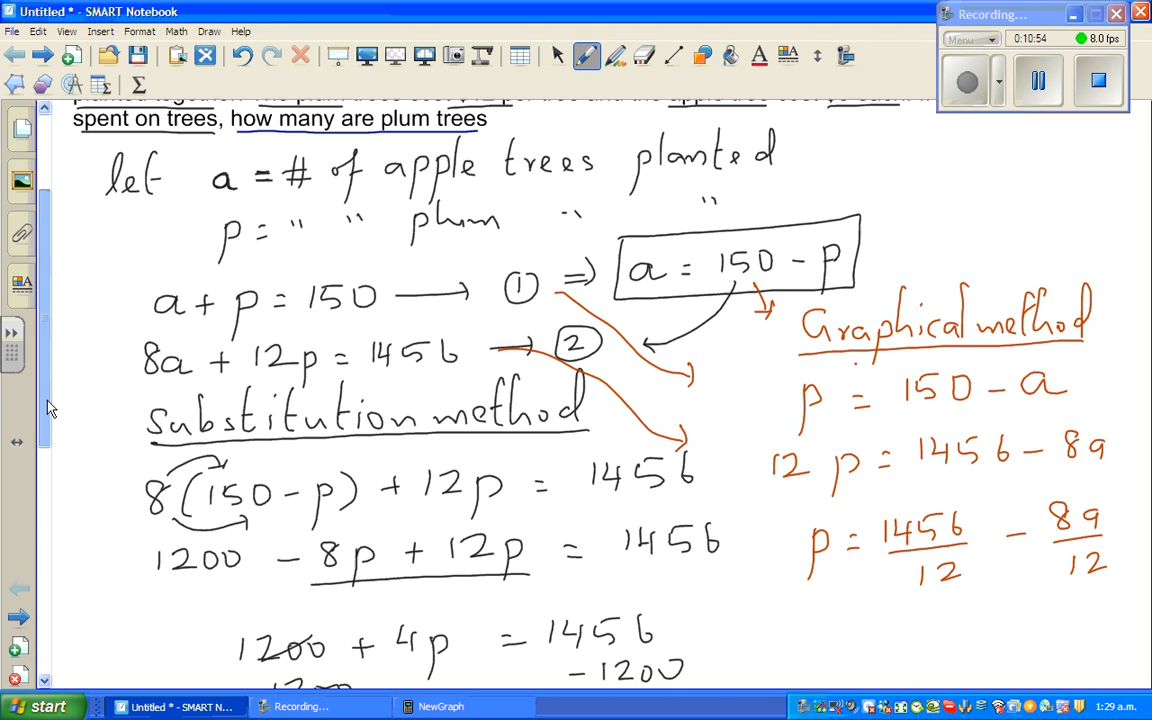 Untitled * - SMART Notebook
Recording...
File Edit View Insert Format Math Draw Help
Menu
0:10:54
8.0 fps
spent on trees, how many are plum trees
let a = # of apple trees planted
p = " " plum " "
a + p = 150 → ① ⇒ a = 150 - p
8a + 12p = 1456 → ②
Substitution method
8(150 - p) + 12p = 1456
1200 - 8p + 12p = 1456
1200 + 4p = 1456
1200 - 1200
Graphical method
p = 150 - a
12 p = 1456 - 8a
p = 1456/12 - 8a/12
start
Untitled * - SMART N...
Recording...
NewGraph
1:29 a.m.